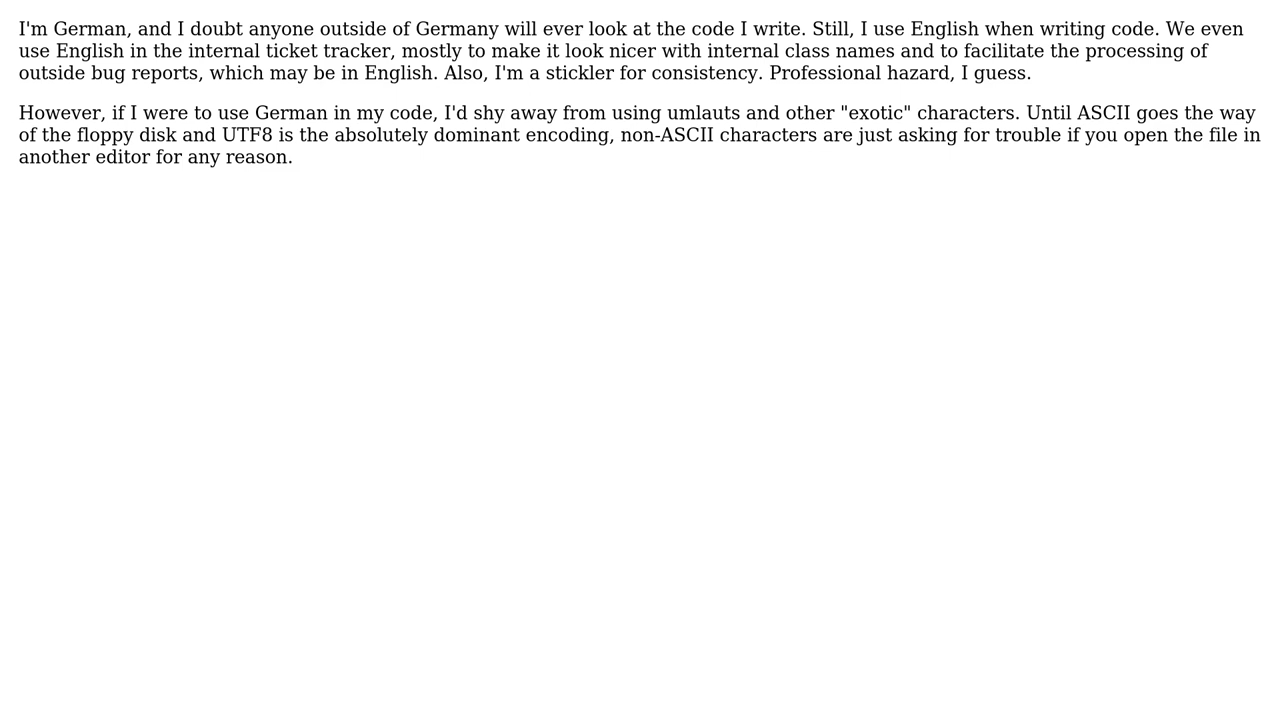 I'm German, and I doubt anyone outside of Germany will ever look at the code I write. Still, I use English when writing code. We even
use English in the internal ticket tracker, mostly to make it look nicer with internal class names and to facilitate the processing of
outside bug reports, which may be in English. Also, I'm a stickler for consistency. Professional hazard, I guess.
However, if I were to use German in my code, I'd shy away from using umlauts and other "exotic" characters. Until ASCII goes the way
of the floppy disk and UTF8 is the absolutely dominant encoding, non-ASCII characters are just asking for trouble if you open the file in
another editor for any reason.